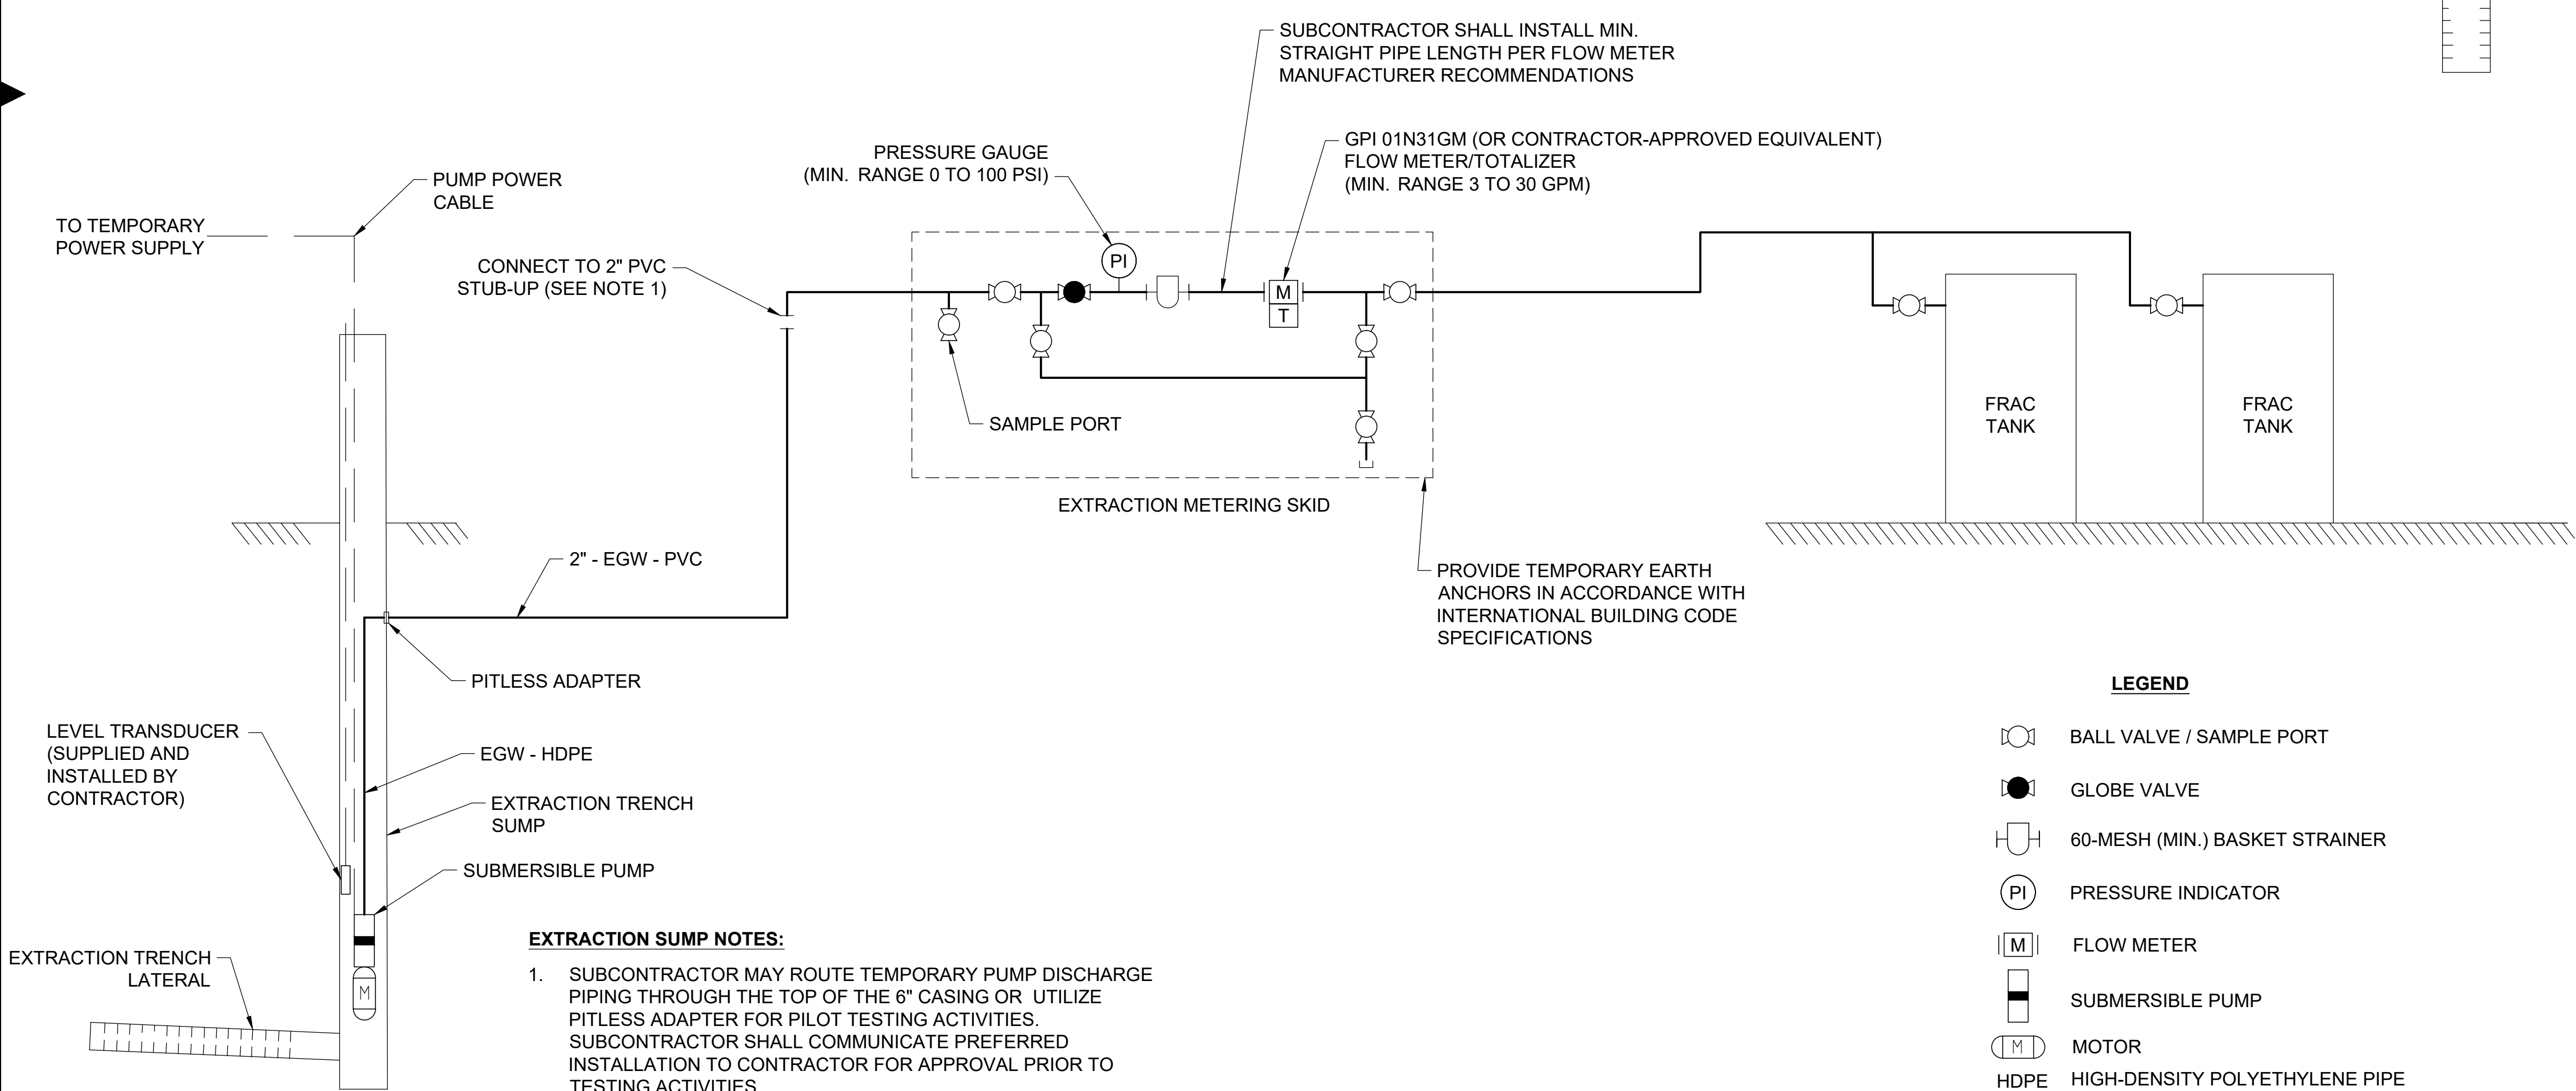 SUBCONTRACTOR SHALL INSTALL MIN.
STRAIGHT PIPE LENGTH PER FLOW METER
MANUFACTURER RECOMMENDATIONS
GPI 01N31GM (OR CONTRACTOR-APPROVED EQUIVALENT)
FLOW METER/TOTALIZER
(MIN. RANGE 3 TO 30 GPM)
PRESSURE GAUGE
(MIN. RANGE 0 TO 100 PSI)
PUMP POWER
CABLE
TO TEMPORARY
POWER SUPPLY
CONNECT TO 2" PVC
STUB-UP (SEE NOTE 1)
PI
M
T
SAMPLE PORT
FRAC
TANK
FRAC
TANK
EXTRACTION METERING SKID
2" - EGW - PVC
PROVIDE TEMPORARY EARTH
ANCHORS IN ACCORDANCE WITH
INTERNATIONAL BUILDING CODE
SPECIFICATIONS
PITLESS ADAPTER
LEVEL TRANSDUCER
(SUPPLIED AND
INSTALLED BY
CONTRACTOR)
EGW - HDPE
EXTRACTION TRENCH
SUMP
SUBMERSIBLE PUMP
EXTRACTION TRENCH
LATERAL
M
EXTRACTION SUMP NOTES:
1. SUBCONTRACTOR MAY ROUTE TEMPORARY PUMP DISCHARGE
PIPING THROUGH THE TOP OF THE 6" CASING OR UTILIZE
PITLESS ADAPTER FOR PILOT TESTING ACTIVITIES.
SUBCONTRACTOR SHALL COMMUNICATE PREFERRED
INSTALLATION TO CONTRACTOR FOR APPROVAL PRIOR TO
TESTING ACTIVITIES
LEGEND
BALL VALVE / SAMPLE PORT
GLOBE VALVE
60-MESH (MIN.) BASKET STRAINER
PI PRESSURE INDICATOR
M FLOW METER
SUBMERSIBLE PUMP
M MOTOR
HDPE HIGH-DENSITY POLYETHYLENE PIPE